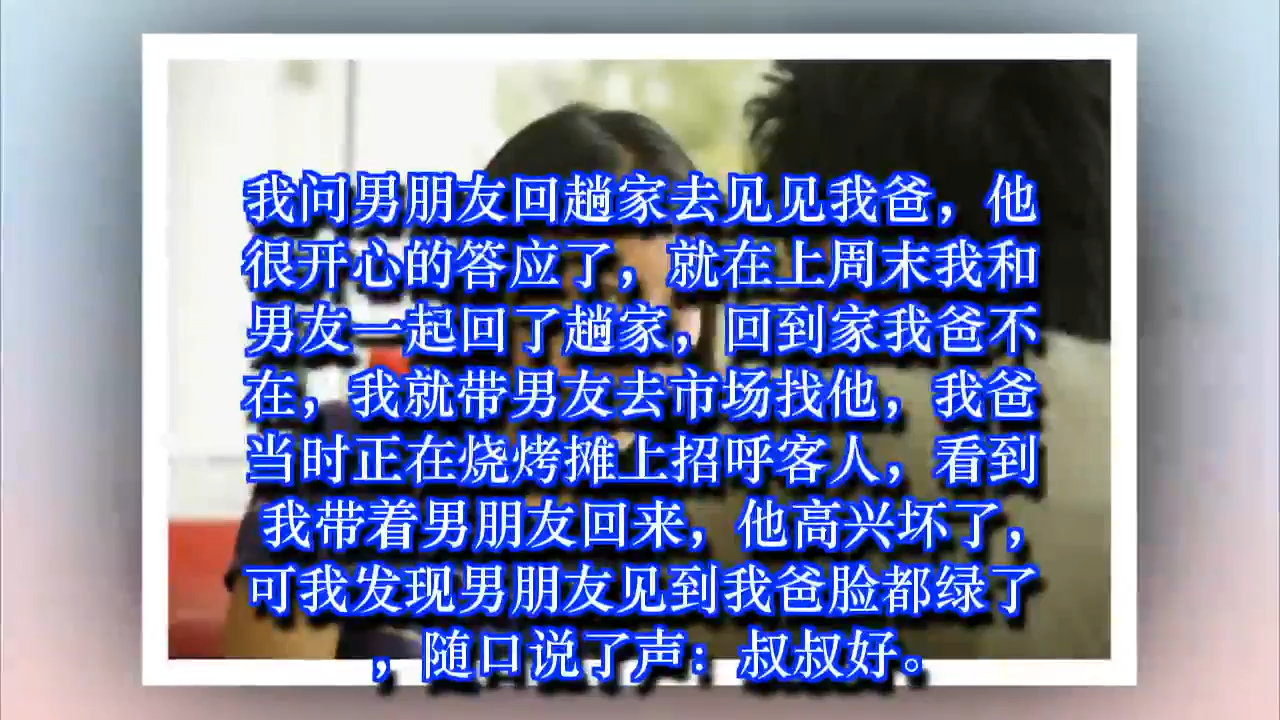 我问男朋友回趟家去见见我爸，他
很开心的答应了，就在上周末我和
男友一起回了趟家，回到家我爸不
在，我就带男友去市场找他，我爸
当时正在烧烤摊上招呼客人，看到
我带着男朋友回来，他高兴坏了，
可我发现男朋友见到我爸脸都绿了
，随口说了声：叔叔好。